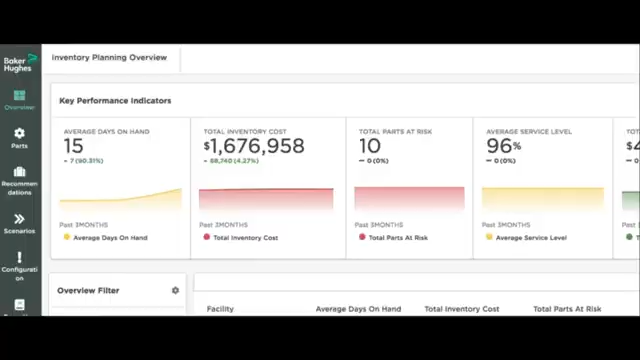 Baker
Hughes
Inventory Planning Overview
Overview
Parts
Recommen
dations
Scenarios
Configurati
on
Key Performance Indicators
AVERAGE DAYS ON HAND
15
7 (90.31%)
Past 3MONTHS
Average Days On Hand
TOTAL INVENTORY COST
$1,676,958
68,740 (4.27%)
Past 3MONTHS
Total Inventory Cost
TOTAL PARTS AT RISK
10
0 (0%)
Past 3MONTHS
Total Parts At Risk
AVERAGE SERVICE LEVEL
96%
0 (0%)
Past 3MONTHS
Average Service Level
Overview Filter
Facility
Average Days On Hand
Total Inventory Cost
Total Parts At Risk